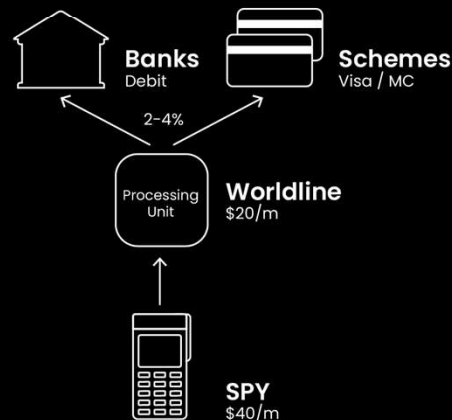 Banks
Debit
Schemes
Visa / MC
2-4%
Processing
Unit
Worldline
$20/m
SPY
$40/m